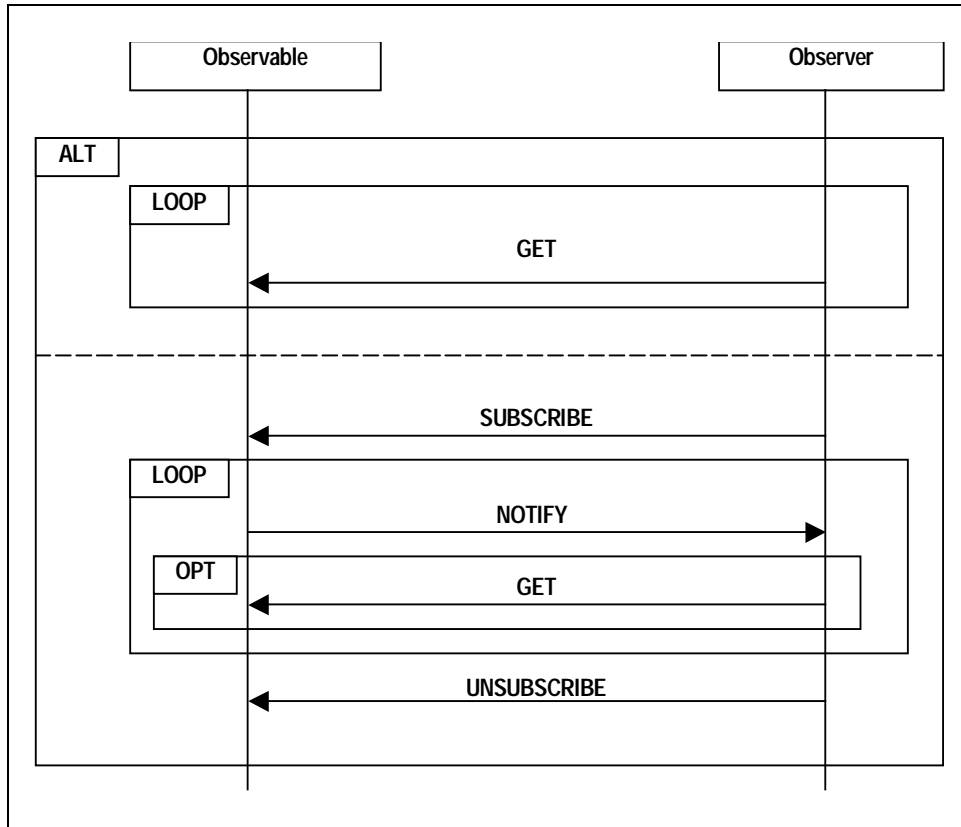 Observable
Observer
ALT
LOOP
GET
SUBSCRIBE
LOOP
NOTIFY
OPT
GET
UNSUBSCRIBE